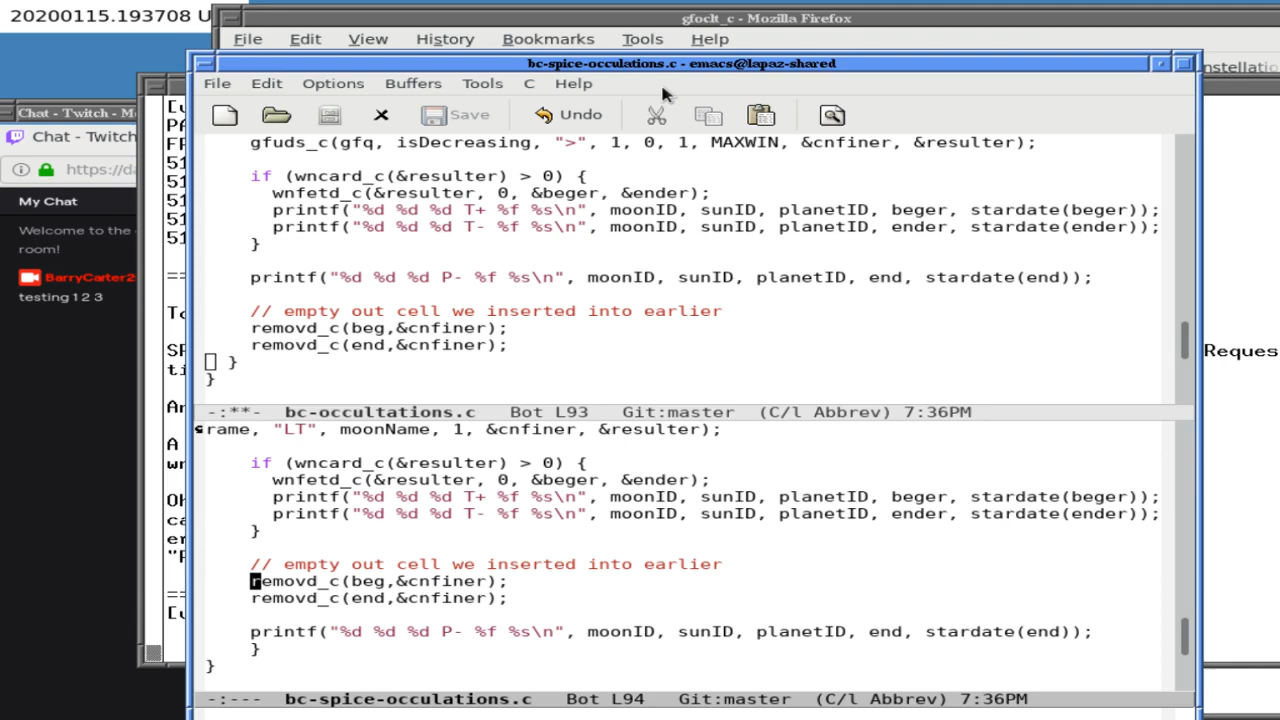 20200115.193708 U
gfoclt_c - Mozilla Firefox
File Edit View History Bookmarks Tools Help
bc-spice-occulations.c - emacs@lapaz-shared
File Edit Options Buffers Tools C Help
Save Undo
Chat - Twitch - M
Chat - Twitch
https://da
My Chat
Welcome to the
room!
BarryCarter2
testing 1 2 3
gfuds_c(gfq, isDecreasing, ">", 1, 0, 1, MAXWIN, &cnfiner, &resulter);
if (wncard_c(&resulter) > 0) {
wnfetd_c(&resulter, 0, &beger, &ender);
printf("%d %d %d T+ %f %s\n", moonID, sunID, planetID, beger, stardate(beger));
printf("%d %d %d T- %f %s\n", moonID, sunID, planetID, ender, stardate(ender));
}
printf("%d %d %d P- %f %s\n", moonID, sunID, planetID, end, stardate(end));
// empty out cell we inserted into earlier
removd_c(beg,&cnfiner);
removd_c(end,&cnfiner);
}
}
-:**- bc-occultations.c Bot L93 Git:master (C/l Abbrev) 7:36PM
rame, "LT", moonName, 1, &cnfiner, &resulter);
if (wncard_c(&resulter) > 0) {
wnfetd_c(&resulter, 0, &beger, &ender);
printf("%d %d %d T+ %f %s\n", moonID, sunID, planetID, beger, stardate(beger));
printf("%d %d %d T- %f %s\n", moonID, sunID, planetID, ender, stardate(ender));
}
// empty out cell we inserted into earlier
removd_c(beg,&cnfiner);
removd_c(end,&cnfiner);
printf("%d %d %d P- %f %s\n", moonID, sunID, planetID, end, stardate(end));
}
}
-:--- bc-spice-occulations.c Bot L94 Git:master (C/l Abbrev) 7:36PM
stellatio
Reques